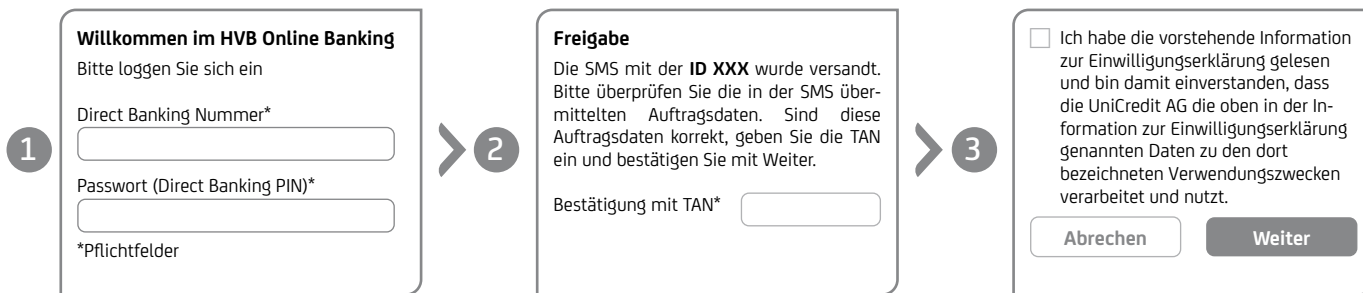 1
Willkommen im HVB Online Banking
Bitte loggen Sie sich ein
Direct Banking Nummer*
Passwort (Direct Banking PIN)*
*Pflichtfelder
2
Freigabe
Die SMS mit der ID XXX wurde versandt.
Bitte überprüfen Sie die in der SMS über-
mittelten Auftragsdaten. Sind diese
Auftragsdaten korrekt, geben Sie die TAN
ein und bestätigen Sie mit Weiter.
Bestätigung mit TAN*
3
Ich habe die vorstehende Information
zur Einwilligungserklärung gelesen
und bin damit einverstanden, dass
die UniCredit AG die oben in der In-
formation zur Einwilligungserklärung
genannten Daten zu den dort
bezeichneten Verwendungszwecken
verarbeitet und nutzt.
Abrechen
Weiter